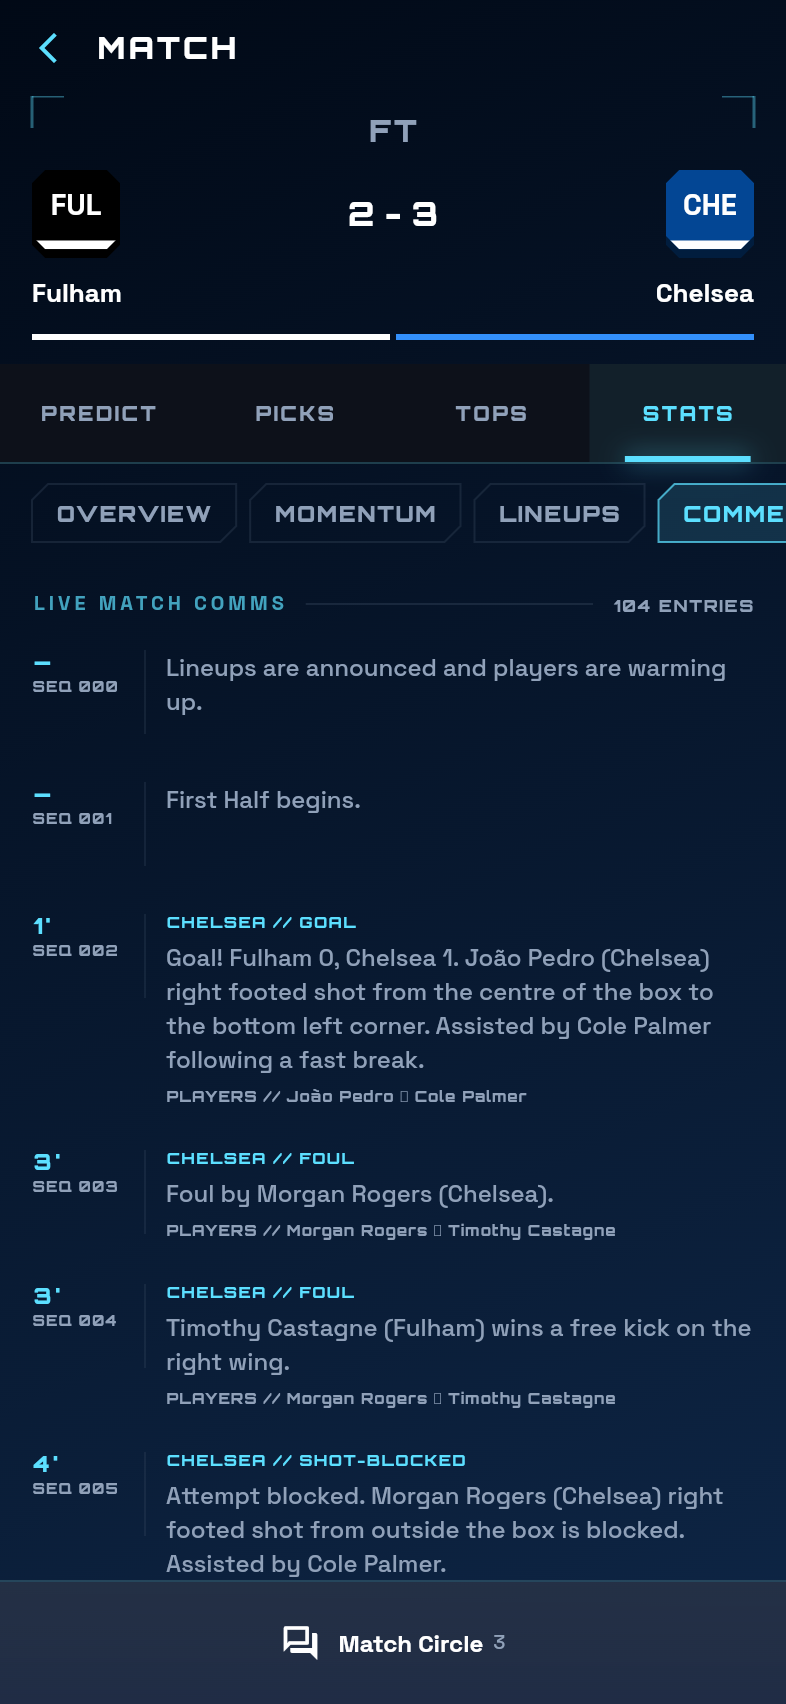 MATCH
FT
FUL
2 - 3
CHE
Fulham
Chelsea
PREDICT
PICKS
TOPS
STATS
OVERVIEW
MOMENTUM
LINEUPS
COMME
LIVE MATCH COMMS
104 ENTRIES
—
SEQ 000
Lineups are announced and players are warming
up.
—
SEQ 001
First Half begins.
1'
SEQ 002
CHELSEA // GOAL
Goal! Fulham 0, Chelsea 1. João Pedro (Chelsea)
right footed shot from the centre of the box to
the bottom left corner. Assisted by Cole Palmer
following a fast break.
PLAYERS // João Pedro ▯ Cole Palmer
3'
SEQ 003
CHELSEA // FOUL
Foul by Morgan Rogers (Chelsea).
PLAYERS // Morgan Rogers ▯ Timothy Castagne
3'
SEQ 004
CHELSEA // FOUL
Timothy Castagne (Fulham) wins a free kick on the
right wing.
PLAYERS // Morgan Rogers ▯ Timothy Castagne
4'
SEQ 005
CHELSEA // SHOT-BLOCKED
Attempt blocked. Morgan Rogers (Chelsea) right
footed shot from outside the box is blocked.
Assisted by Cole Palmer.
Match Circle 3